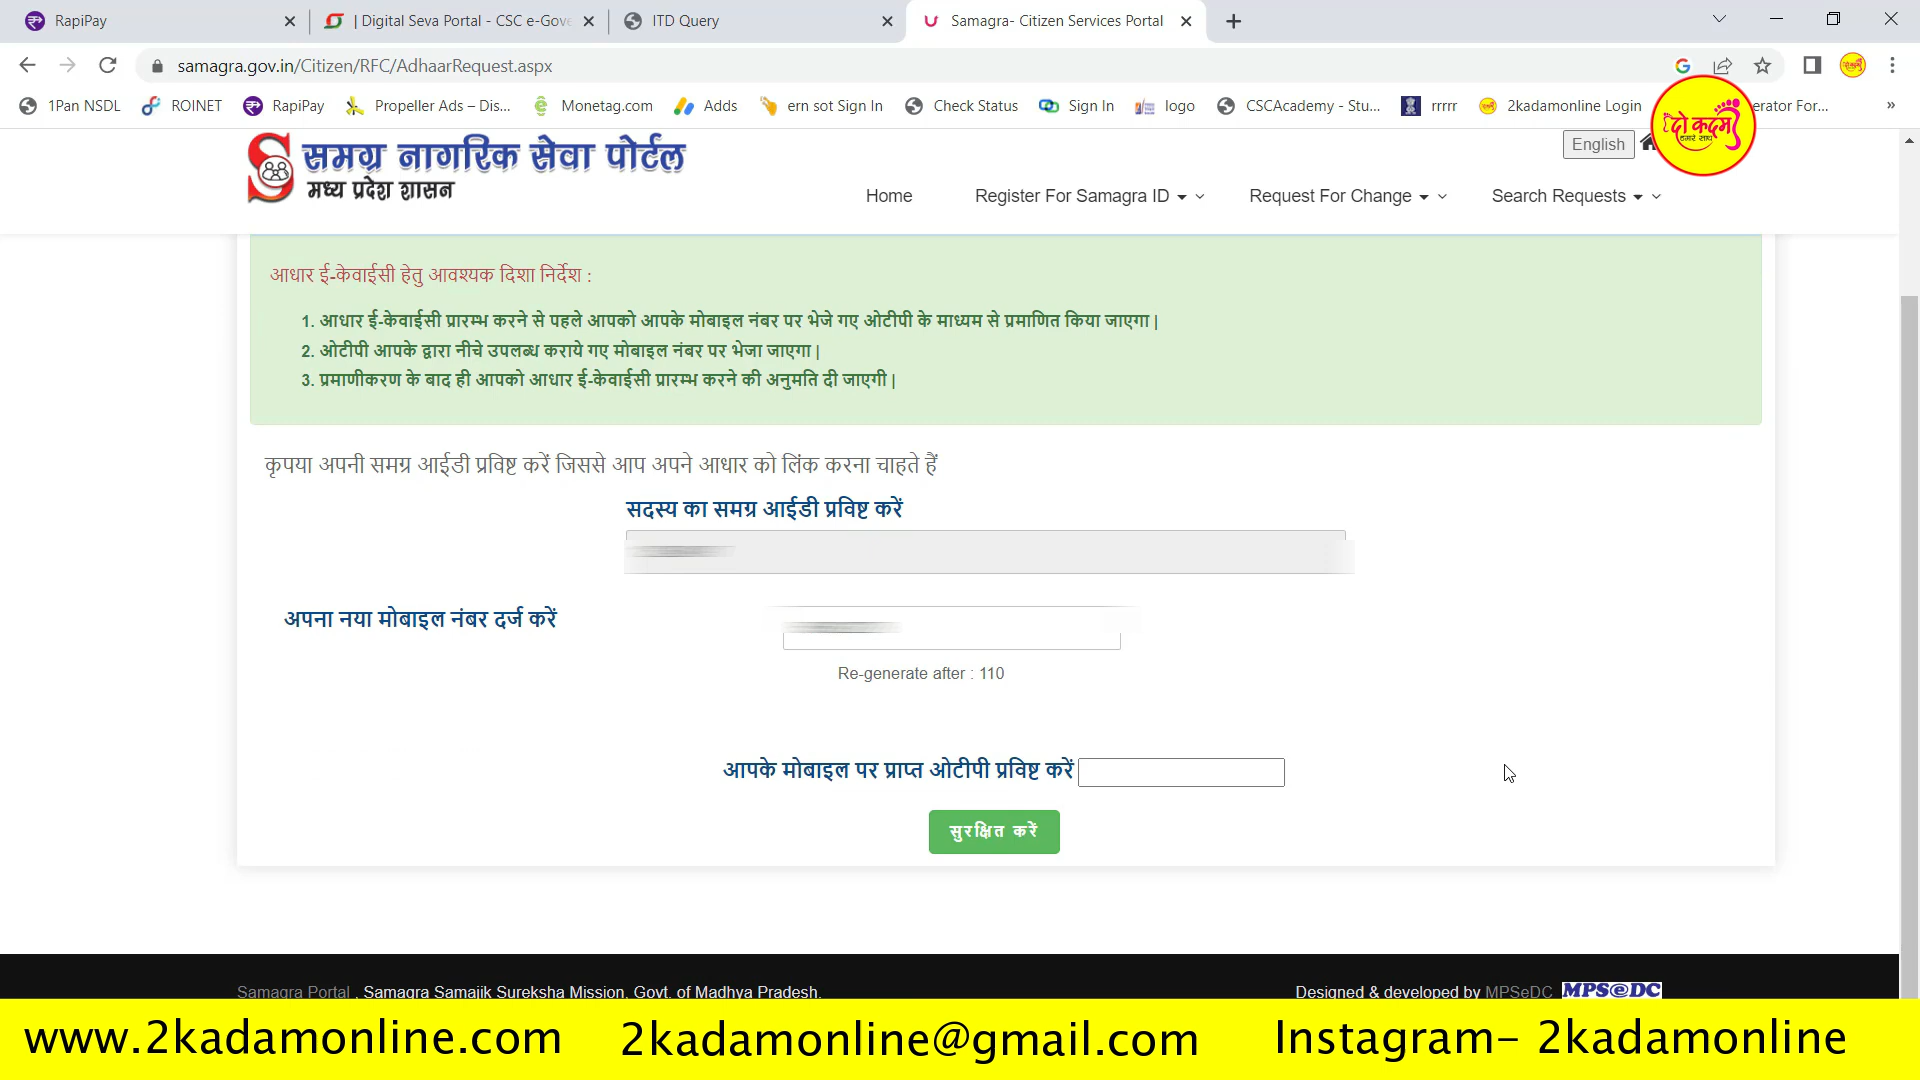 RapiPay
| Digital Seva Portal - CSC e-Gove
ITD Query
Samagra- Citizen Services Portal
samagra.gov.in/Citizen/RFC/AdhaarRequest.aspx
1Pan NSDL
ROINET
RapiPay
Propeller Ads – Dis...
Monetag.com
Adds
ern sot Sign In
Check Status
Sign In
logo
CSCAcademy - Stu...
rrrrr
2kadamonline Login
erator For...
»
दो कदम
हमारे साथ
समग्र नागरिक सेवा पोर्टल
मध्य प्रदेश शासन
English
Home
Register For Samagra ID
Request For Change
Search Requests
आधार ई-केवाईसी हेतु आवश्यक दिशा निर्देश :
1. आधार ई-केवाईसी प्रारम्भ करने से पहले आपको आपके मोबाइल नंबर पर भेजे गए ओटीपी के माध्यम से प्रमाणित किया जाएगा |
2. ओटीपी आपके द्वारा नीचे उपलब्ध कराये गए मोबाइल नंबर पर भेजा जाएगा |
3. प्रमाणीकरण के बाद ही आपको आधार ई-केवाईसी प्रारम्भ करने की अनुमति दी जाएगी |
कृपया अपनी समग्र आईडी प्रविष्ट करें जिससे आप अपने आधार को लिंक करना चाहते हैं
सदस्य का समग्र आईडी प्रविष्ट करें
अपना नया मोबाइल नंबर दर्ज करें
Re-generate after : 110
आपके मोबाइल पर प्राप्त ओटीपी प्रविष्ट करें
सुरक्षित करें
Samagra Portal , Samagra Samajik Sureksha Mission, Govt. of Madhya Pradesh.
Designed & developed by MPSeDC MPS@DC
www.2kadamonline.com
2kadamonline@gmail.com
Instagram- 2kadamonline